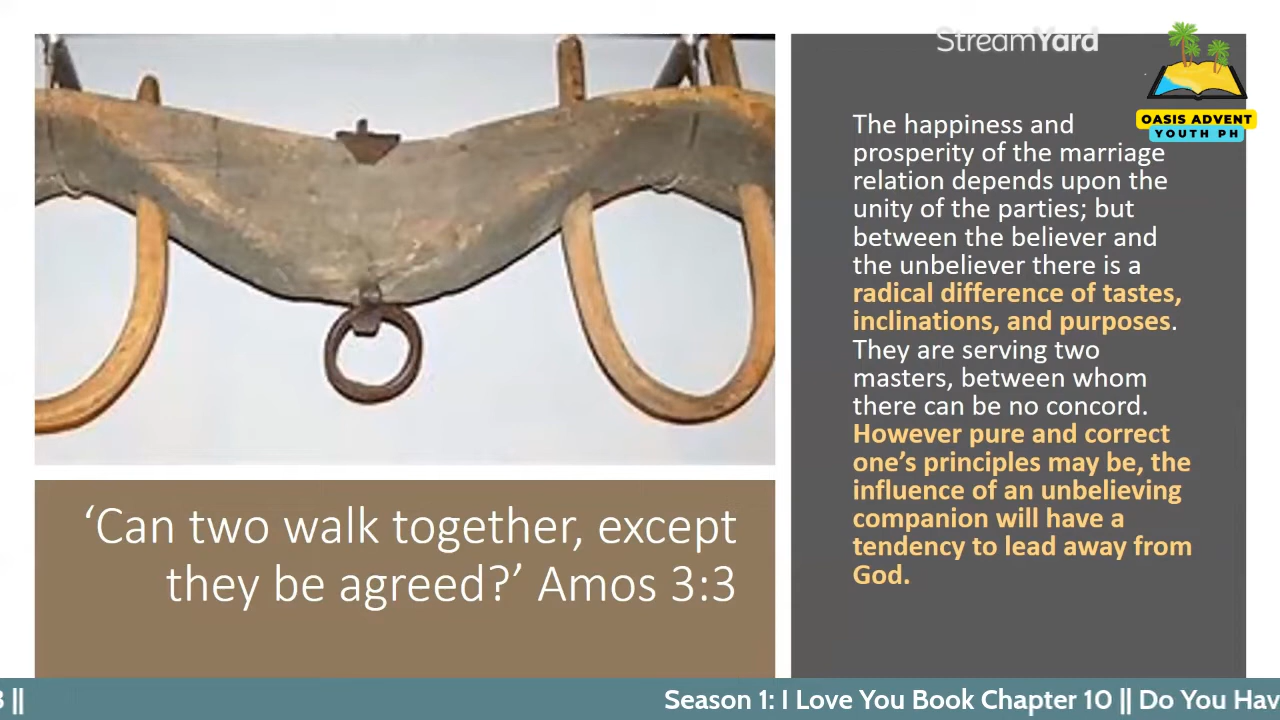 StreamYard
OASIS ADVENT
YOUTH PH
The happiness and
prosperity of the marriage
relation depends upon the
unity of the parties; but
between the believer and
the unbeliever there is a
radical difference of tastes,
inclinations, and purposes.
They are serving two
masters, between whom
there can be no concord.
However pure and correct
one’s principles may be, the
influence of an unbelieving
companion will have a
tendency to lead away from
God.
‘Can two walk together, except
they be agreed?’ Amos 3:3
|| Season 1: I Love You Book Chapter 10 || Do You